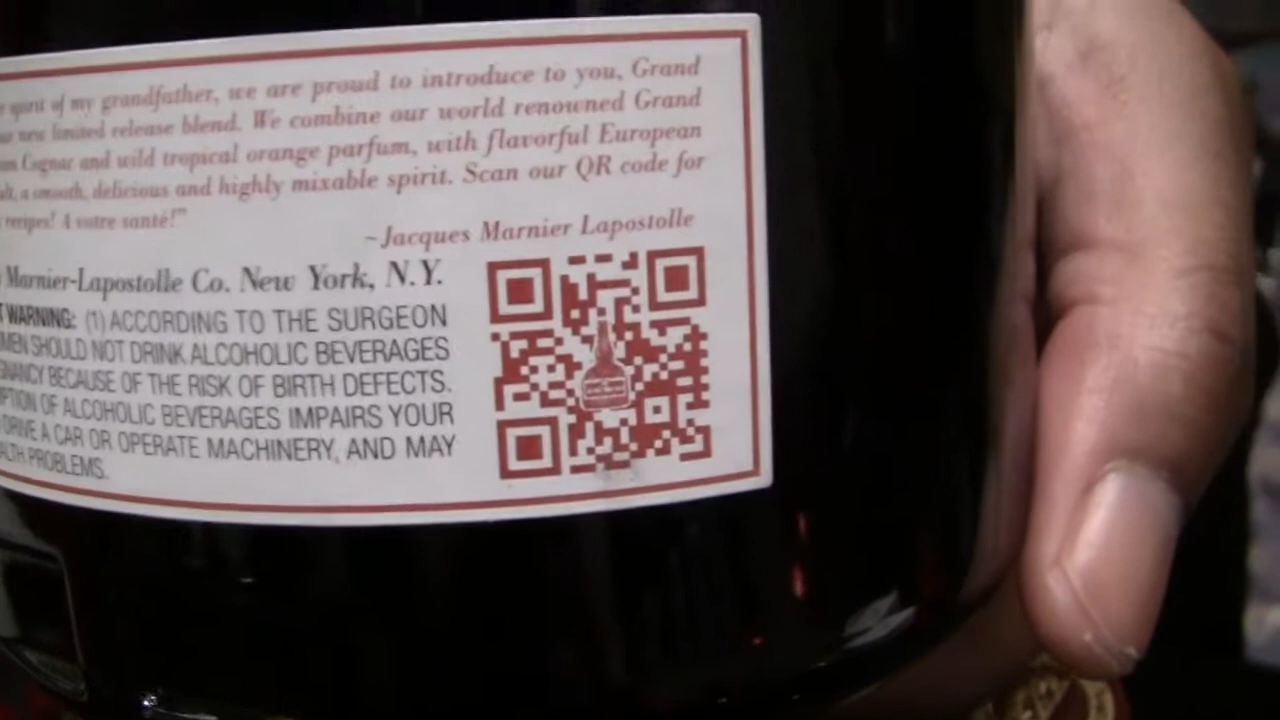 spirit of my grandfather, we are proud to introduce to you, Grand
new limited release blend. We combine our world renowned Grand
Cognac and wild tropical orange parfum, with flavorful European
a smooth, delicious and highly mixable spirit. Scan our QR code for
recipes! A votre santé!"
~Jacques Marnier Lapostolle
Marnier-Lapostolle Co. New York, N.Y.
WARNING: (1) ACCORDING TO THE SURGEON
MEN SHOULD NOT DRINK ALCOHOLIC BEVERAGES
GNANCY BECAUSE OF THE RISK OF BIRTH DEFECTS.
PTION OF ALCOHOLIC BEVERAGES IMPAIRS YOUR
DRIVE A CAR OR OPERATE MACHINERY, AND MAY
ALTH PROBLEMS.